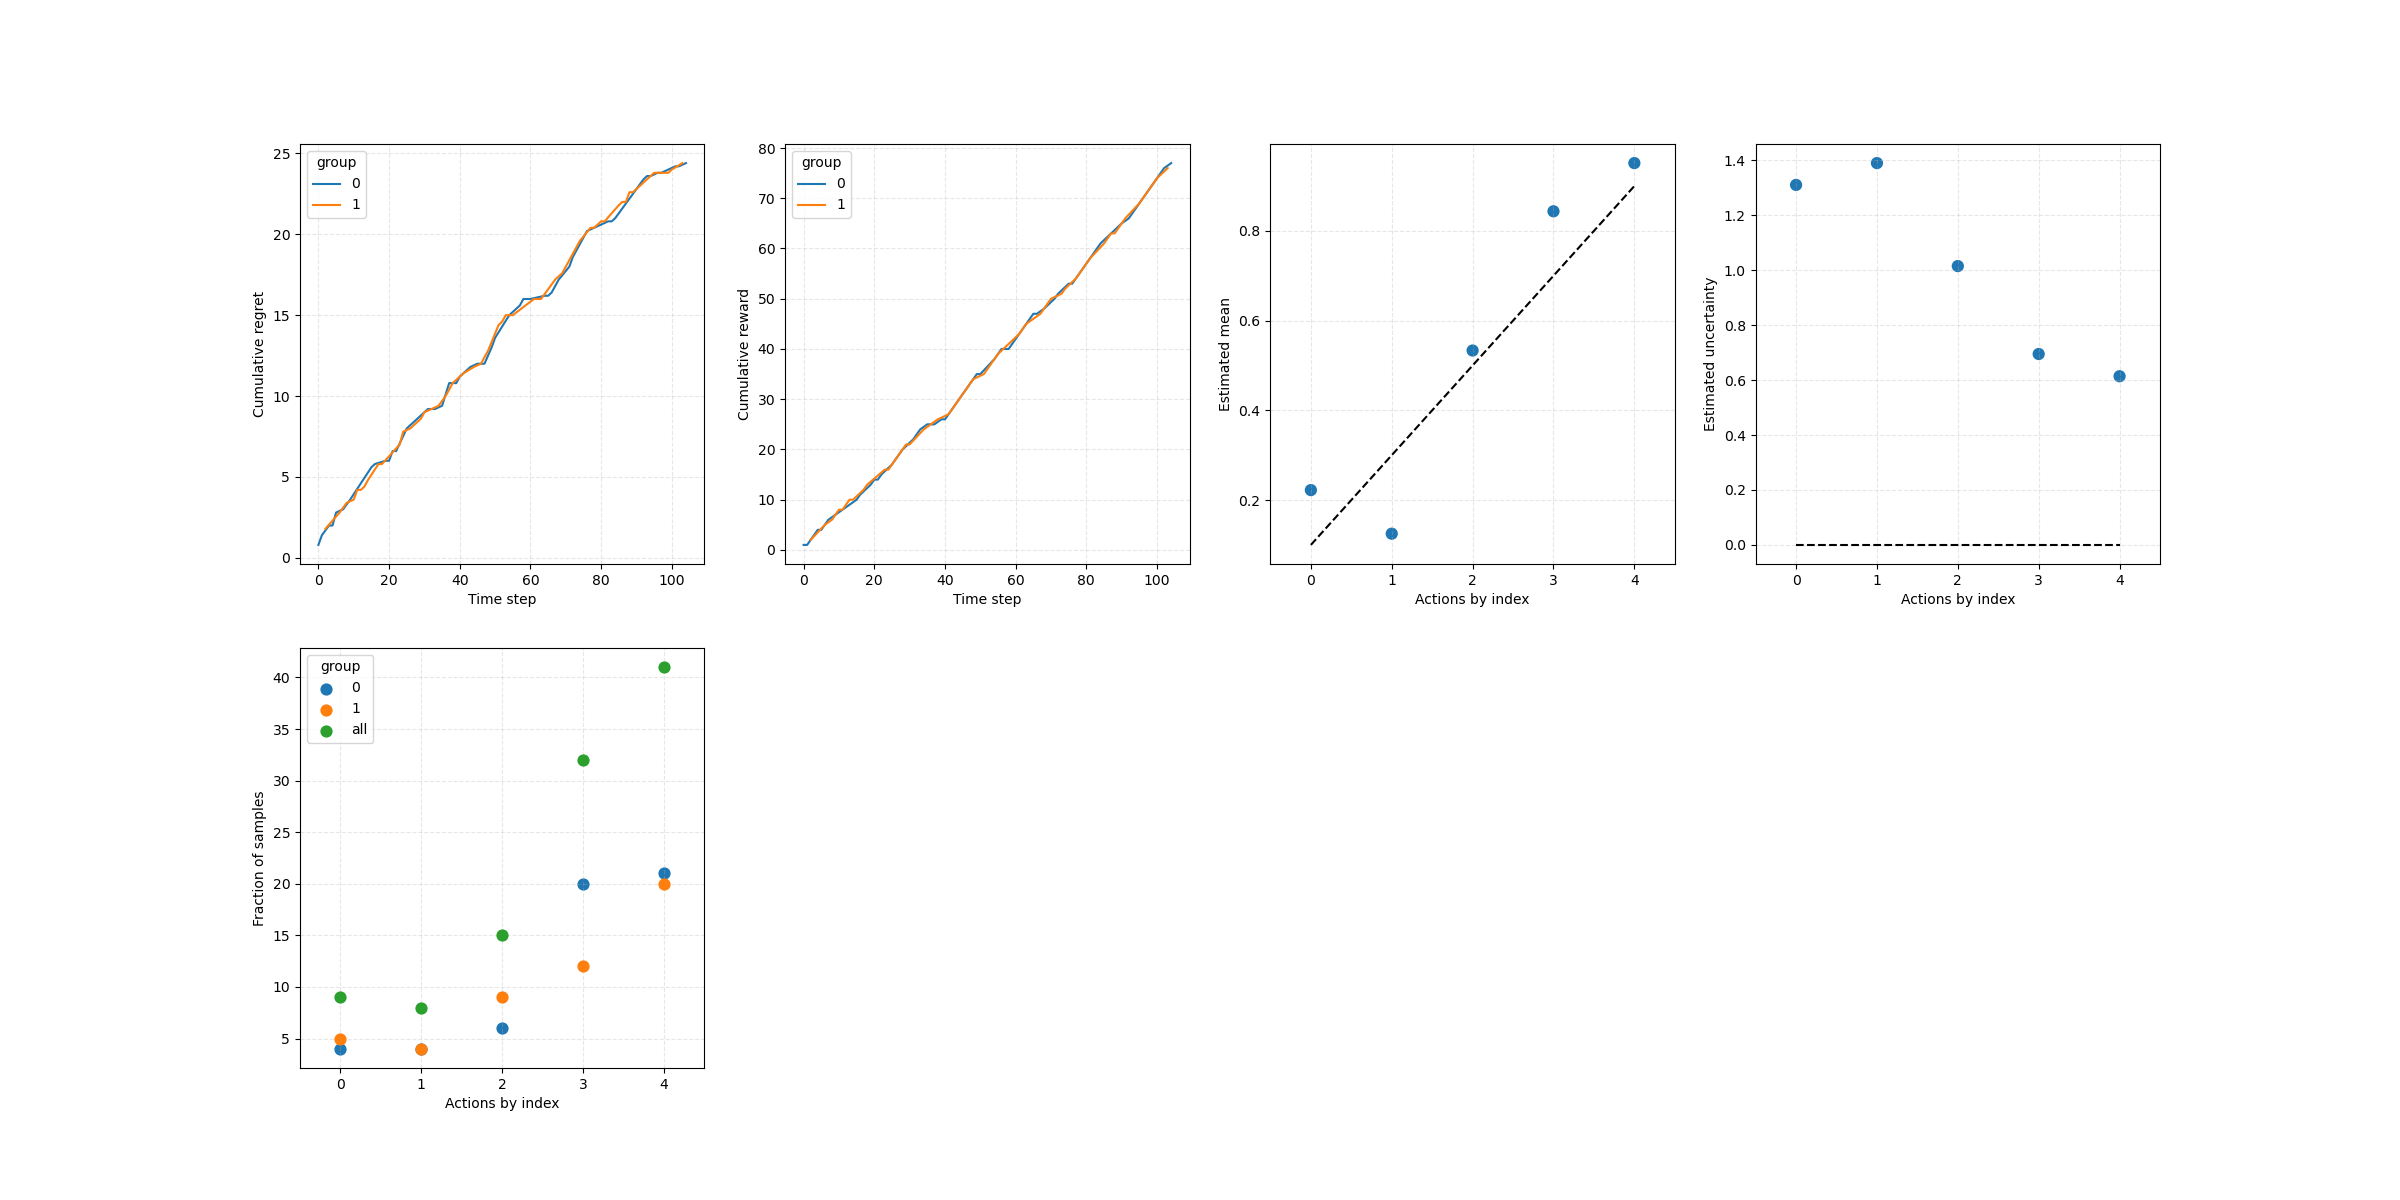 group
0
1
25
20
15
10
5
0
Cumulative regret
0 20 40 60 80 100
Time step
group
0
1
80
70
60
50
40
30
20
10
0
Cumulative reward
0 20 40 60 80 100
Time step
0.8
0.6
0.4
0.2
Estimated mean
0 1 2 3 4
Actions by index
1.4
1.2
1.0
0.8
0.6
0.4
0.2
0.0
Estimated uncertainty
0 1 2 3 4
Actions by index
group
0
1
all
40
35
30
25
20
15
10
5
Fraction of samples
0 1 2 3 4
Actions by index